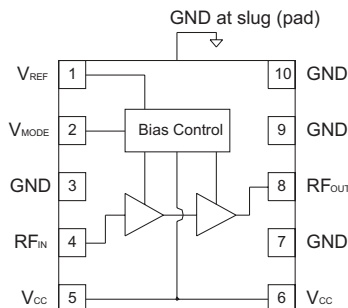 GND at slug (pad)
VREF 1 10 GND
VMODE 2 Bias Control 9 GND
GND 3 8 RFOUT
RFIN 4 7 GND
VCC 5 6 VCC